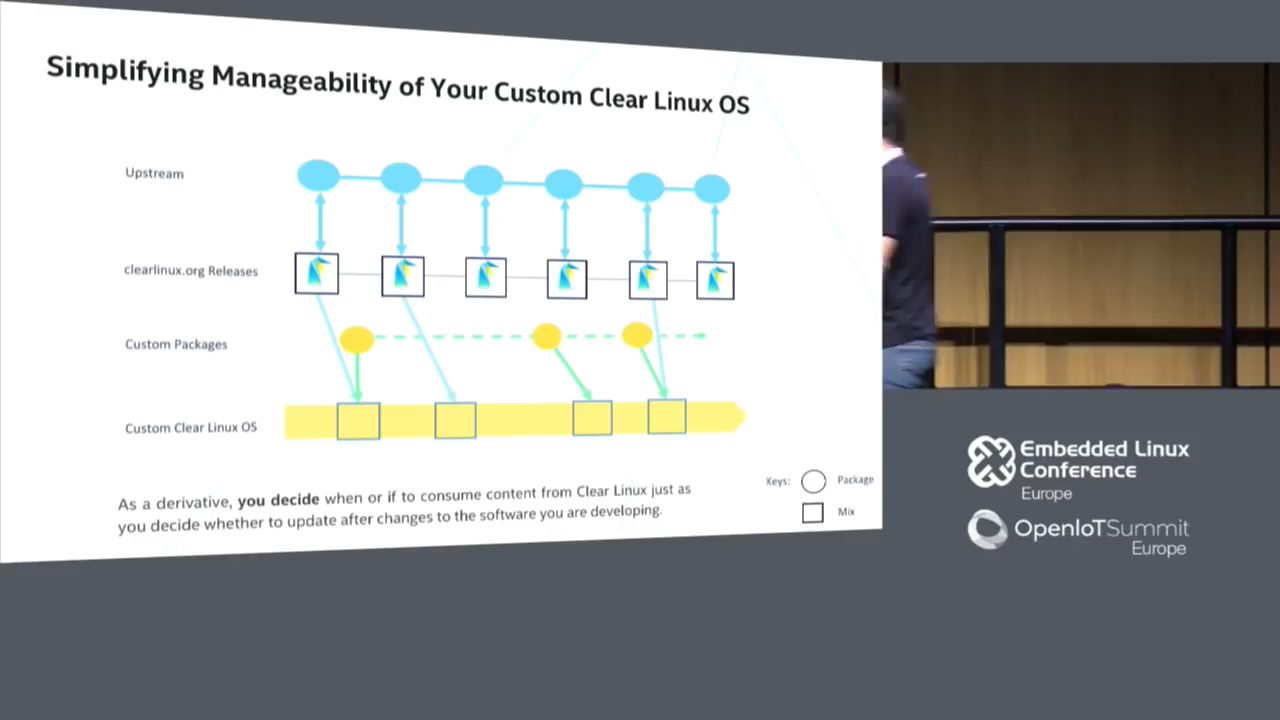 Simplifying Manageability of Your Custom Clear Linux OS
Upstream
clearlinux.org Releases
Custom Packages
Custom Clear Linux OS
As a derivative, you decide when or if to consume content from Clear Linux just as
you decide whether to update after changes to the software you are developing.
Keys:
Package
Mix
Embedded Linux
Conference
Europe
OpenIoTSummit
Europe